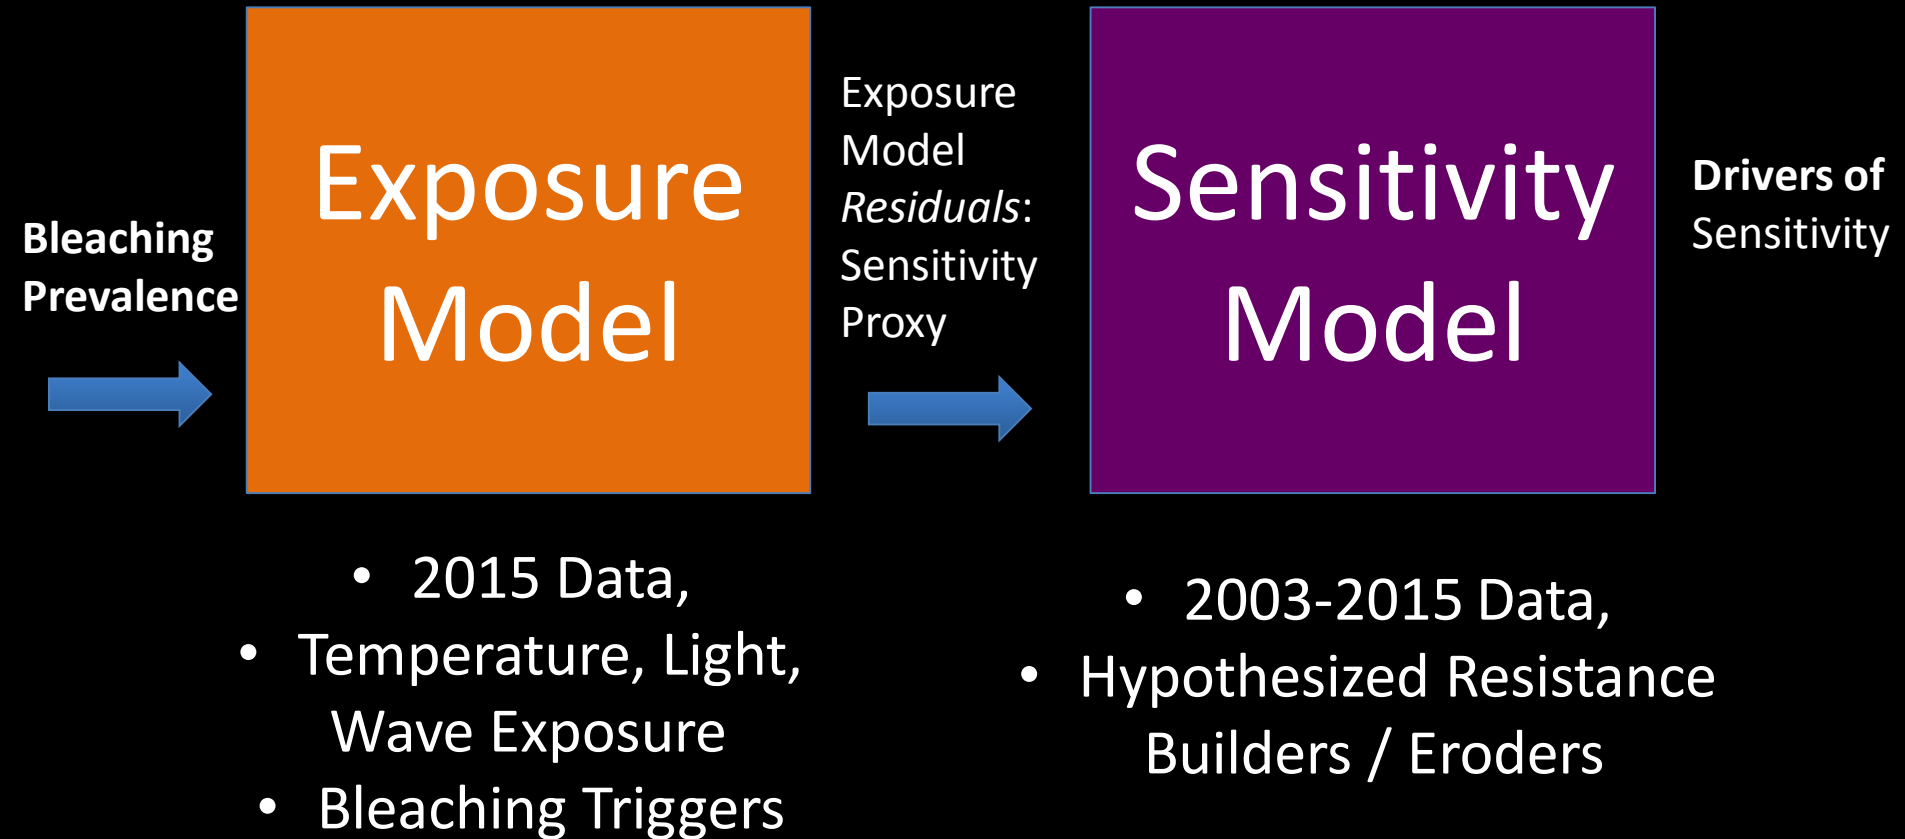 Bleaching
Prevalence
Exposure
Model
Exposure
Model
Residuals:
Sensitivity
Proxy
Sensitivity
Model
Drivers of
Sensitivity
• 2015 Data,
• Temperature, Light,
Wave Exposure
• Bleaching Triggers
• 2003-2015 Data,
• Hypothesized Resistance
Builders / Eroders